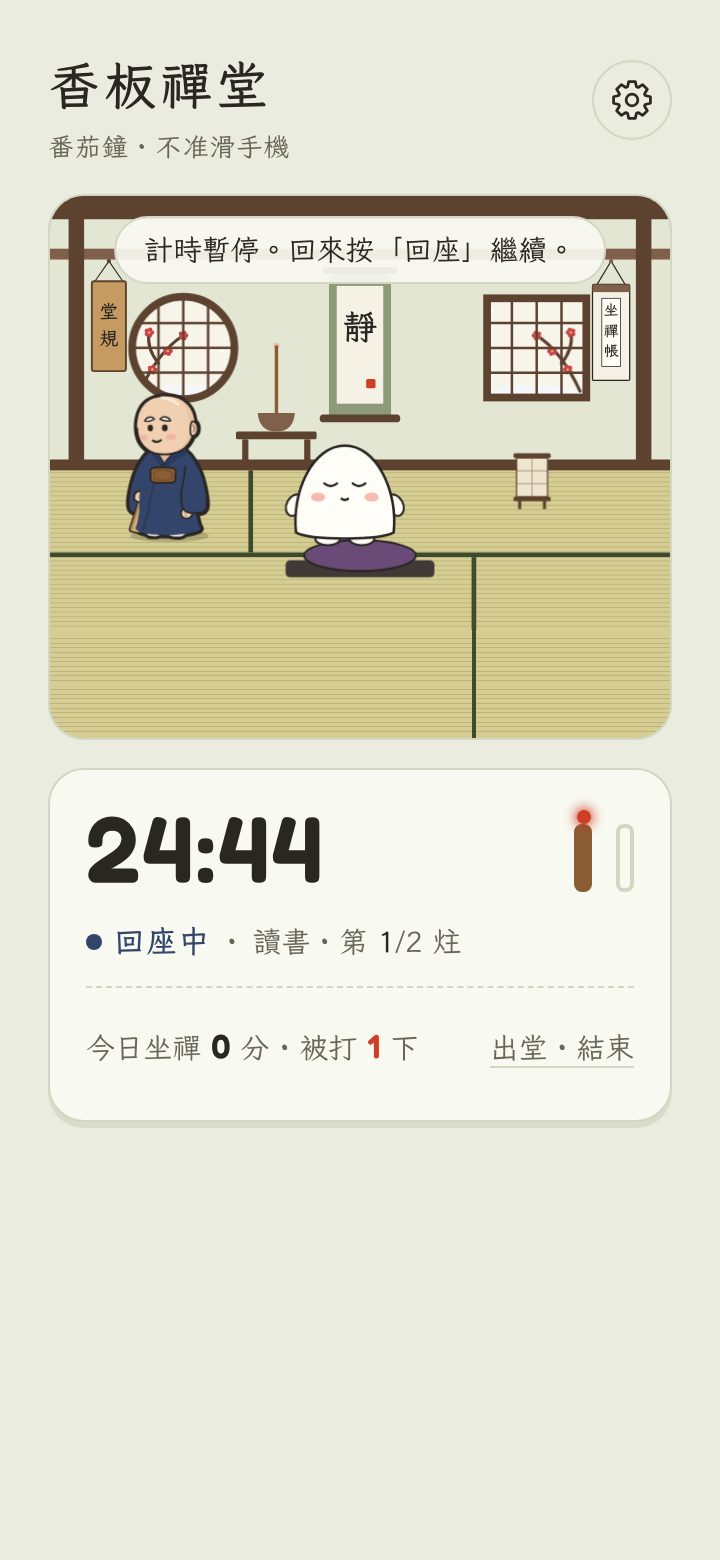 香板禪堂
番茄鐘・不准滑手機
計時暫停。回來按「回座」繼續。
堂規
靜
坐禪帳
24:44
回座中・讀書・第 1/2 炷
今日坐禪 0 分・被打 1 下
出堂・結束